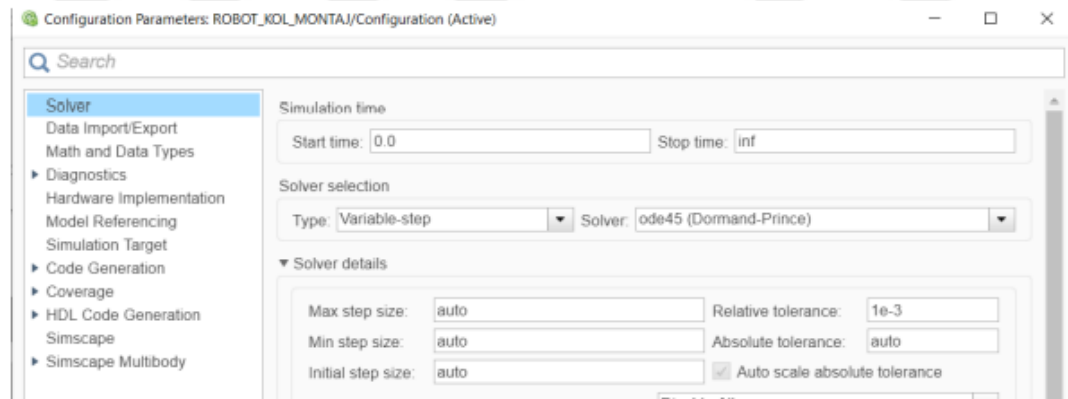 Configuration Parameters: ROBOT_KOL_MONTAJ/Configuration (Active)
Search
Solver
Data Import/Export
Math and Data Types
Diagnostics
Hardware Implementation
Model Referencing
Simulation Target
Code Generation
Coverage
HDL Code Generation
Simscape
Simscape Multibody
Simulation time
Start time: 0.0 Stop time: inf
Solver selection
Type: Variable-step Solver: ode45 (Dormand-Prince)
Solver details
Max step size: auto Relative tolerance: 1e-3
Min step size: auto Absolute tolerance: auto
Initial step size: auto Auto scale absolute tolerance